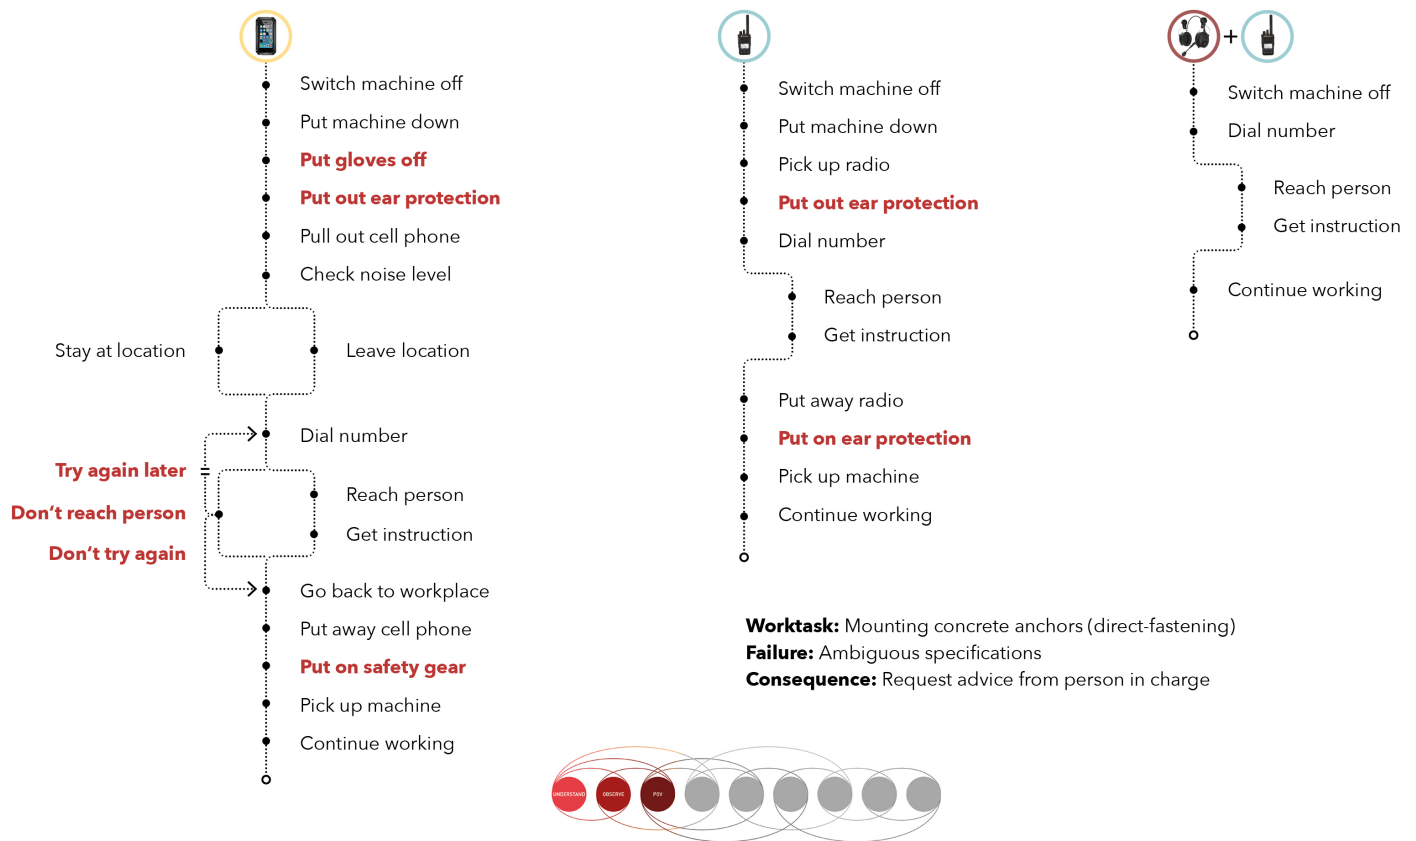 Switch machine off
Put machine down
Put gloves off
Put out ear protection
Pull out cell phone
Check noise level
Stay at location
Leave location
Dial number
Try again later
Don't reach person
Don't try again
Reach person
Get instruction
Go back to workplace
Put away cell phone
Put on safety gear
Pick up machine
Continue working
Switch machine off
Put machine down
Pick up radio
Put out ear protection
Dial number
Reach person
Get instruction
Put away radio
Put on ear protection
Pick up machine
Continue working
+
Switch machine off
Dial number
Reach person
Get instruction
Continue working
Worktask: Mounting concrete anchors (direct-fastening)
Failure: Ambiguous specifications
Consequence: Request advice from person in charge
UNDERSTAND
OBSERVE
POV